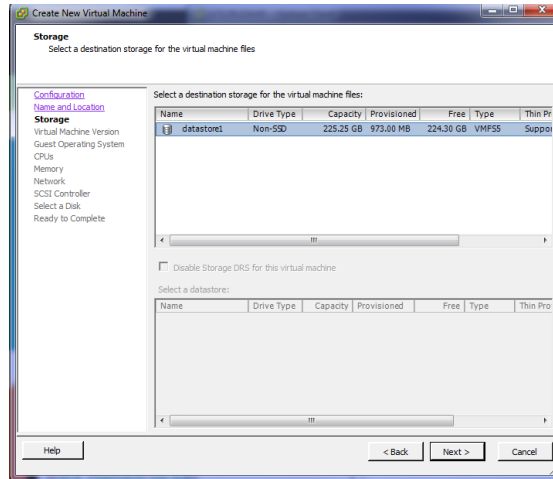 Create New Virtual Machine
Storage
Select a destination storage for the virtual machine files
Configuration
Name and Location
Storage
Virtual Machine Version
Guest Operating System
CPUs
Memory
Network
SCSI Controller
Select a Disk
Ready to Complete
Select a destination storage for the virtual machine files:
Name Drive Type Capacity Provisioned Free Type Thin Pr
datastore1 Non-SSD 225.25 GB 973.00 MB 224.30 GB VMFS5 Suppor
Disable Storage DRS for this virtual machine
Select a datastore:
Name Drive Type Capacity Provisioned Free Type Thin Pro
Help < Back Next > Cancel